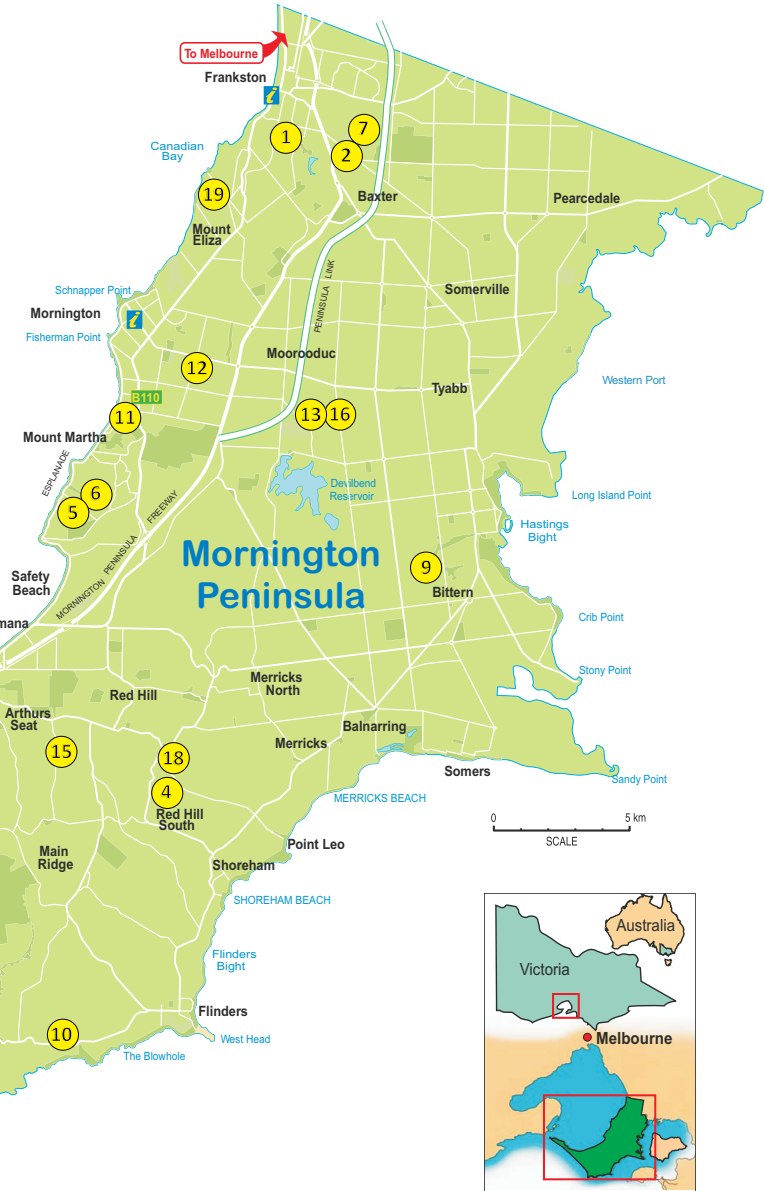 To Melbourne
Frankston
i
7
1
2
Canadian
Bay
19
Baxter
Pearcedale
Mount
Eliza
PENINSULA LINK
Schnapper Point
Somerville
Mornington
i
Fisherman Point
Moorooduc
12
Western Port
Tyabb
B110
11
13
16
Mount Martha
ESPLANADE
Devilbend
Reservoir
6
5
Long Island Point
MORNINGTON PENINSULA FREEWAY
Hastings
Bight
Mornington
Peninsula
9
Safety
Beach
Bittern
mana
Crib Point
Stony Point
Merricks
North
Red Hill
Arthurs
Seat
Balnarring
15
18
Merricks
Somers
Sandy Point
4
MERRICKS BEACH
Red Hill
South
0 5 km
SCALE
Main
Ridge
Point Leo
Shoreham
SHOREHAM BEACH
Flinders
Bight
Flinders
10
West Head
The Blowhole
Australia
Victoria
Melbourne